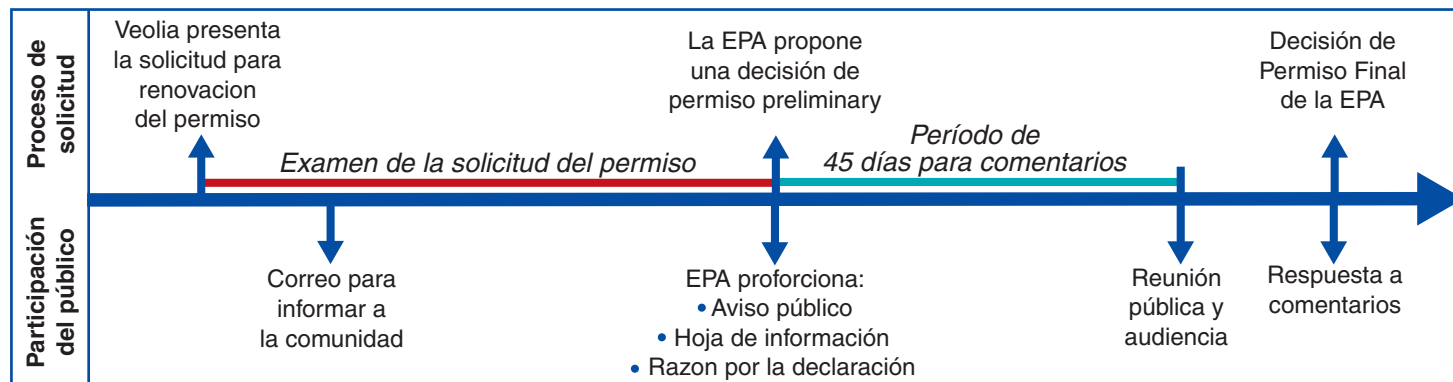 Proceso de
solicitud
Veolia presenta
la solicitud para
renovacion
del permiso
La EPA propone
una decisión de
permiso preliminary
Decisión de
Permiso Final
de la EPA
Examen de la solicitud del permiso
Período de
45 días para comentarios
Participación
del público
Correo para
informar a
la comunidad
EPA proforciona:
• Aviso público
• Hoja de información
• Razon por la declaración
Reunión
pública y
audiencia
Respuesta a
comentarios